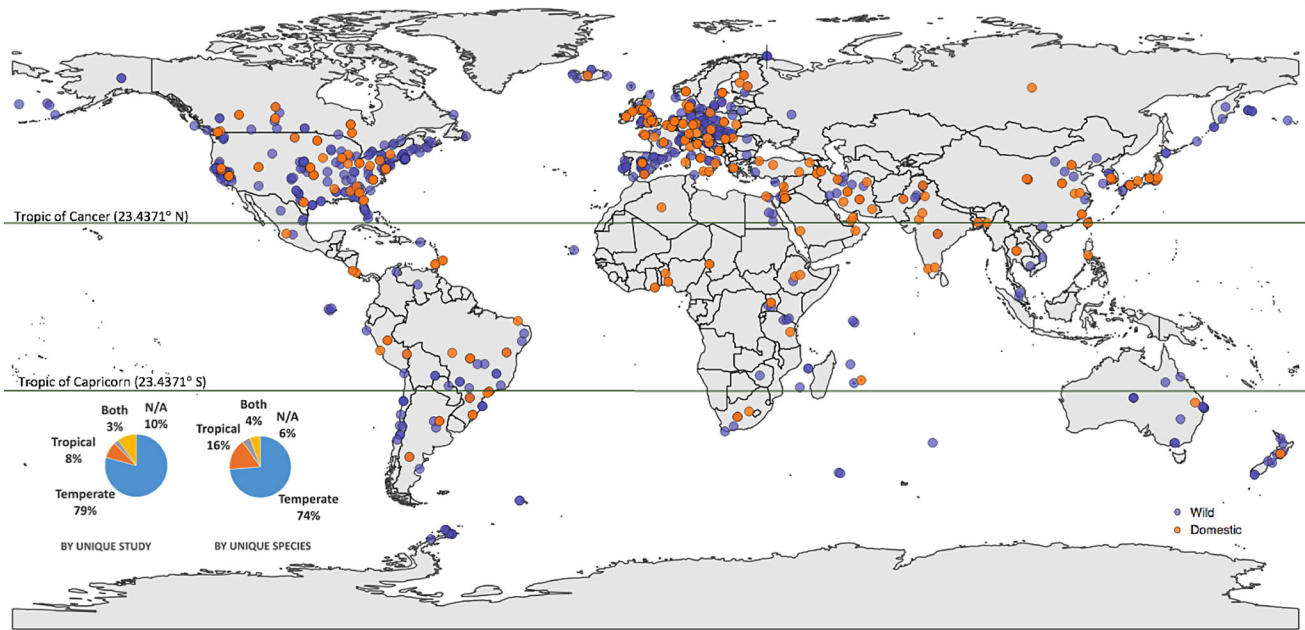 Tropic of Cancer (23.4371° N)
Tropic of Capricorn (23.4371° S)
Both
3%
N/A
10%
Tropical
8%
Temperate
79%
BY UNIQUE STUDY
Both
4%
N/A
6%
Tropical
16%
Temperate
74%
BY UNIQUE SPECIES
Wild
Domestic